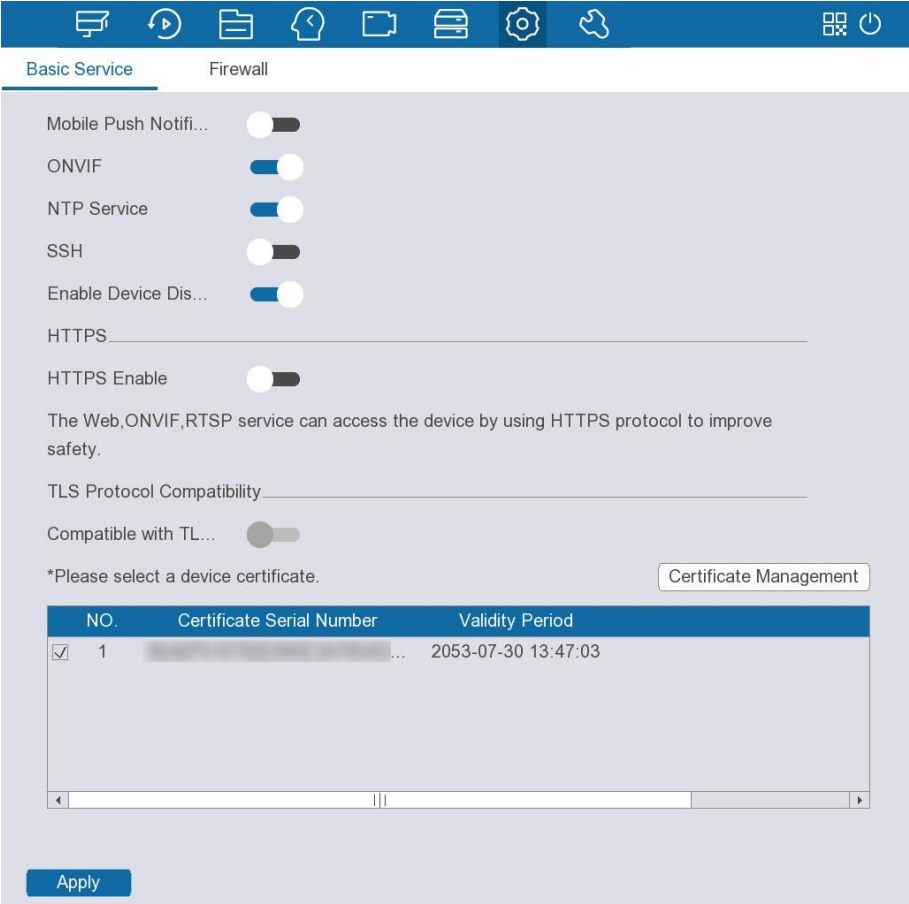 Basic Service Firewall
Mobile Push Notifi...
ONVIF
NTP Service
SSH
Enable Device Dis...
HTTPS
HTTPS Enable
The Web,ONVIF,RTSP service can access the device by using HTTPS protocol to improve
safety.
TLS Protocol Compatibility
Compatible with TL...
*Please select a device certificate. Certificate Management
NO. Certificate Serial Number Validity Period
1 ... 2053-07-30 13:47:03
Apply